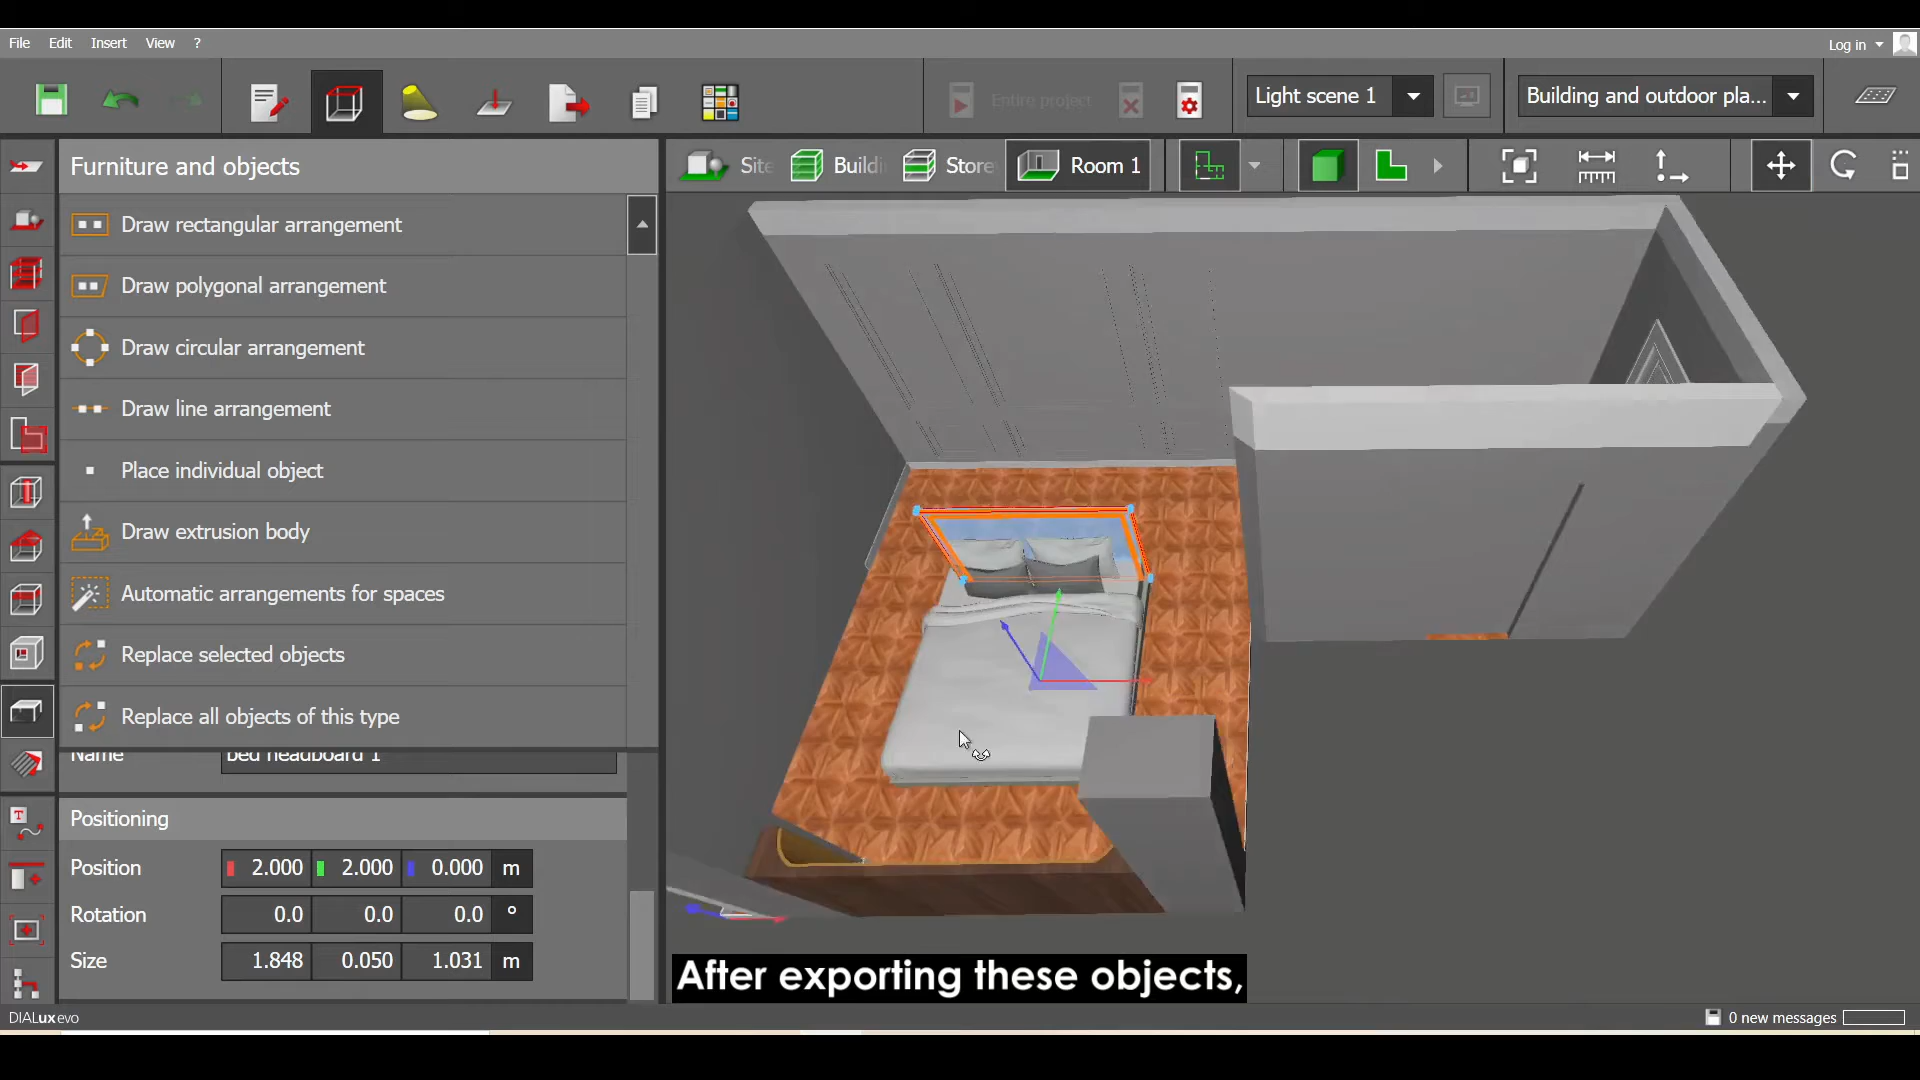 File Edit Insert View ?
Log in
Entire project
Light scene 1
Building and outdoor pla...
Furniture and objects
Site
Buildi
Store
Room 1
Draw rectangular arrangement
Draw polygonal arrangement
Draw circular arrangement
Draw line arrangement
Place individual object
Draw extrusion body
Automatic arrangements for spaces
Replace selected objects
Replace all objects of this type
Name bed headboard 1
Positioning
Position 2.000 2.000 0.000 m
Rotation 0.0 0.0 0.0 °
Size 1.848 0.050 1.031 m
After exporting these objects,
DIALux evo
0 new messages